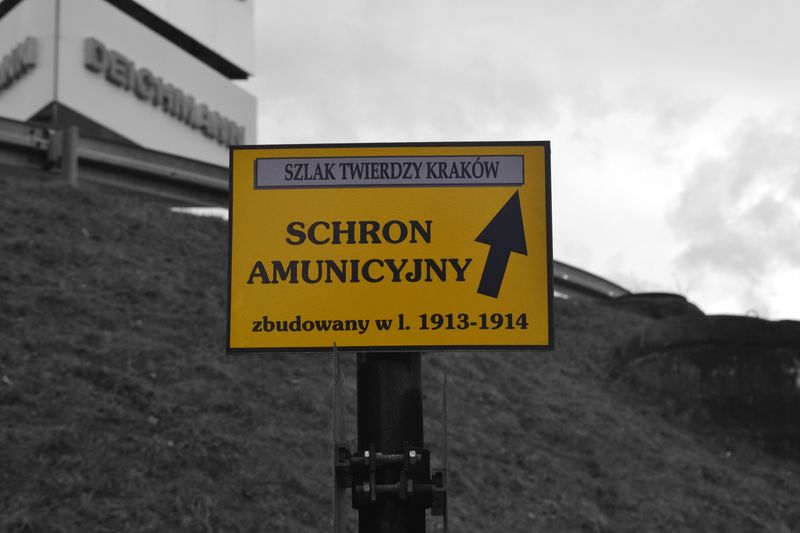 DEICHMANN
SZLAK TWIERDZY KRAKÓW
SCHRON
AMUNICYJNY
zbudowany w l. 1913-1914